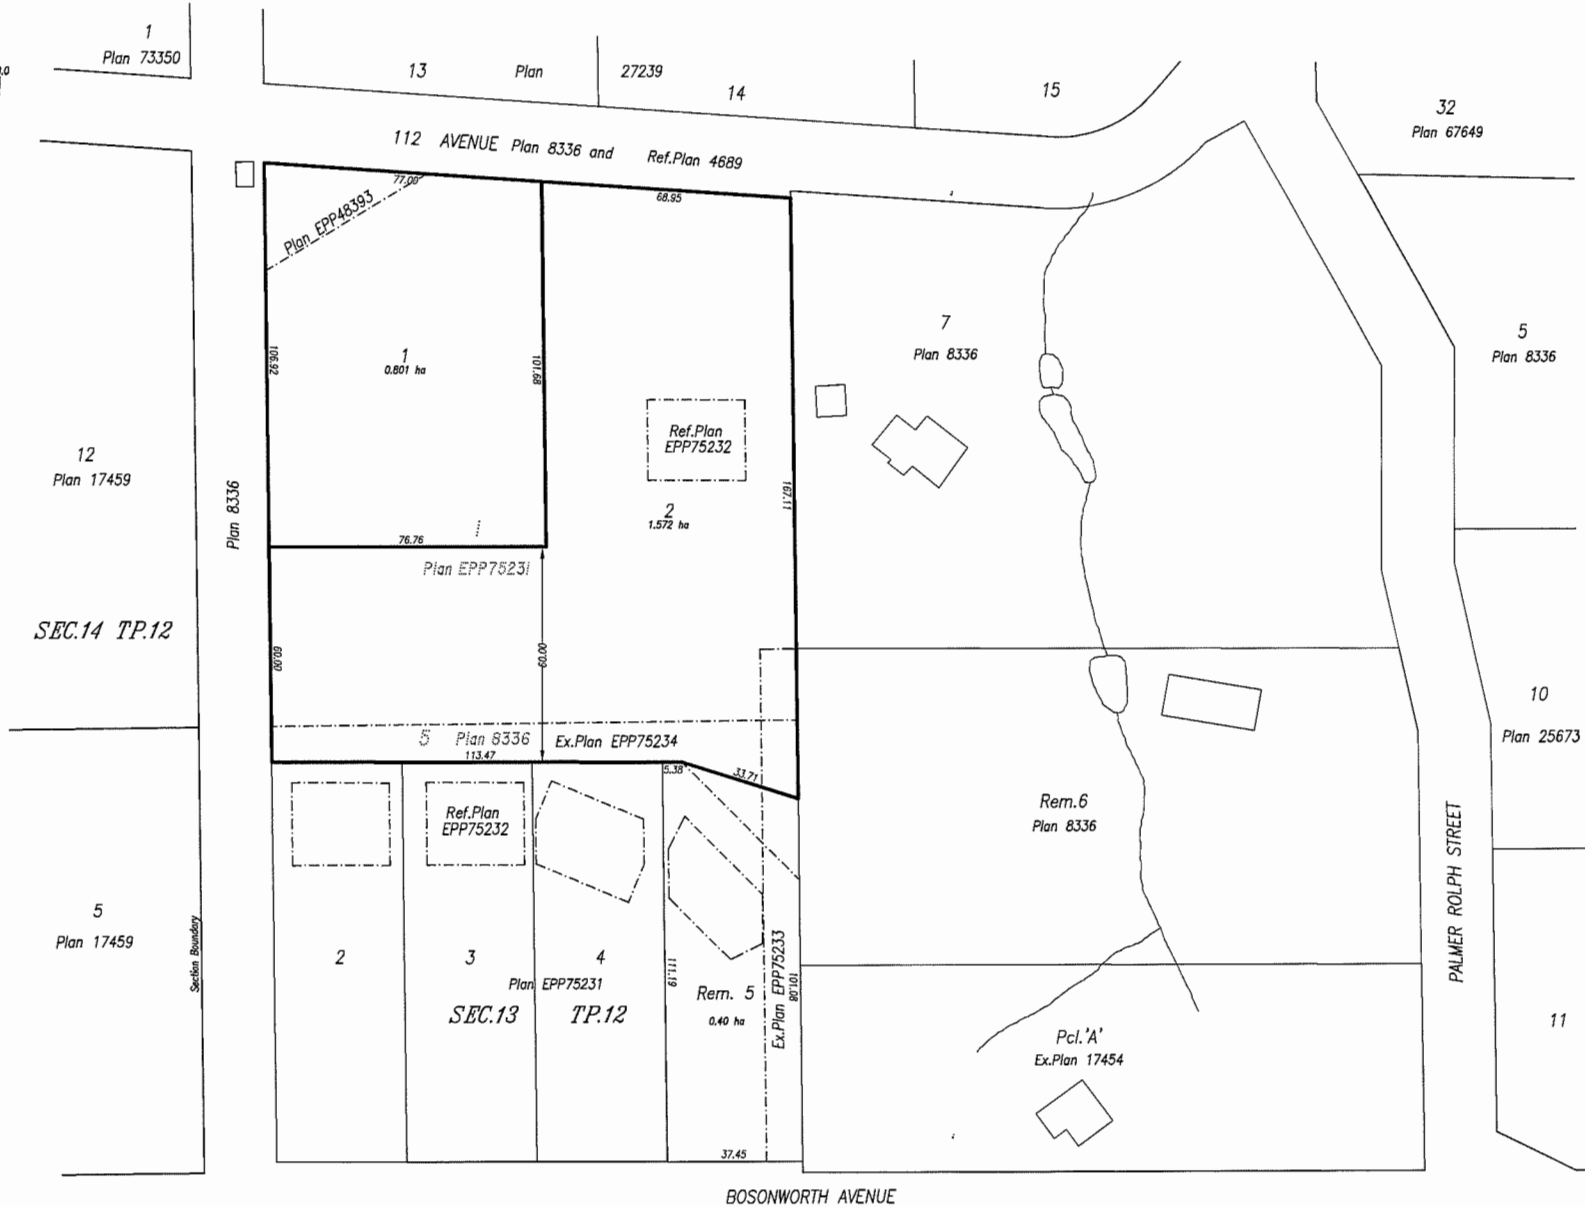 1
Plan 73350
13 Plan 27239
14
15
32
Plan 67649
112 AVENUE Plan 8336 and Ref.Plan 4689
77.00
68.95
Plan EPP48393
106.92
1
0.801 ha
101.68
7
Plan 8336
5
Plan 8336
Ref.Plan
EPP75232
12
Plan 17459
Plan 8336
167.11
2
1.572 ha
1
76.76
Plan EPP75231
SEC.14 TP.12
60.00
60.00
10
Plan 25673
5 Plan 8336 Ex.Plan EPP75234
113.47
5.38
33.71
Rem.6
Plan 8336
Ref.Plan
EPP75232
PALMER ROLPH STREET
5
Plan 17459
Section Boundary
2
3
4
Plan EPP75231
SEC.13 TP.12
111.19
Rem. 5
0.40 ha
Ex.Plan EPP75233
101.08
11
Pcl.'A'
Ex.Plan 17454
37.45
BOSONWORTH AVENUE